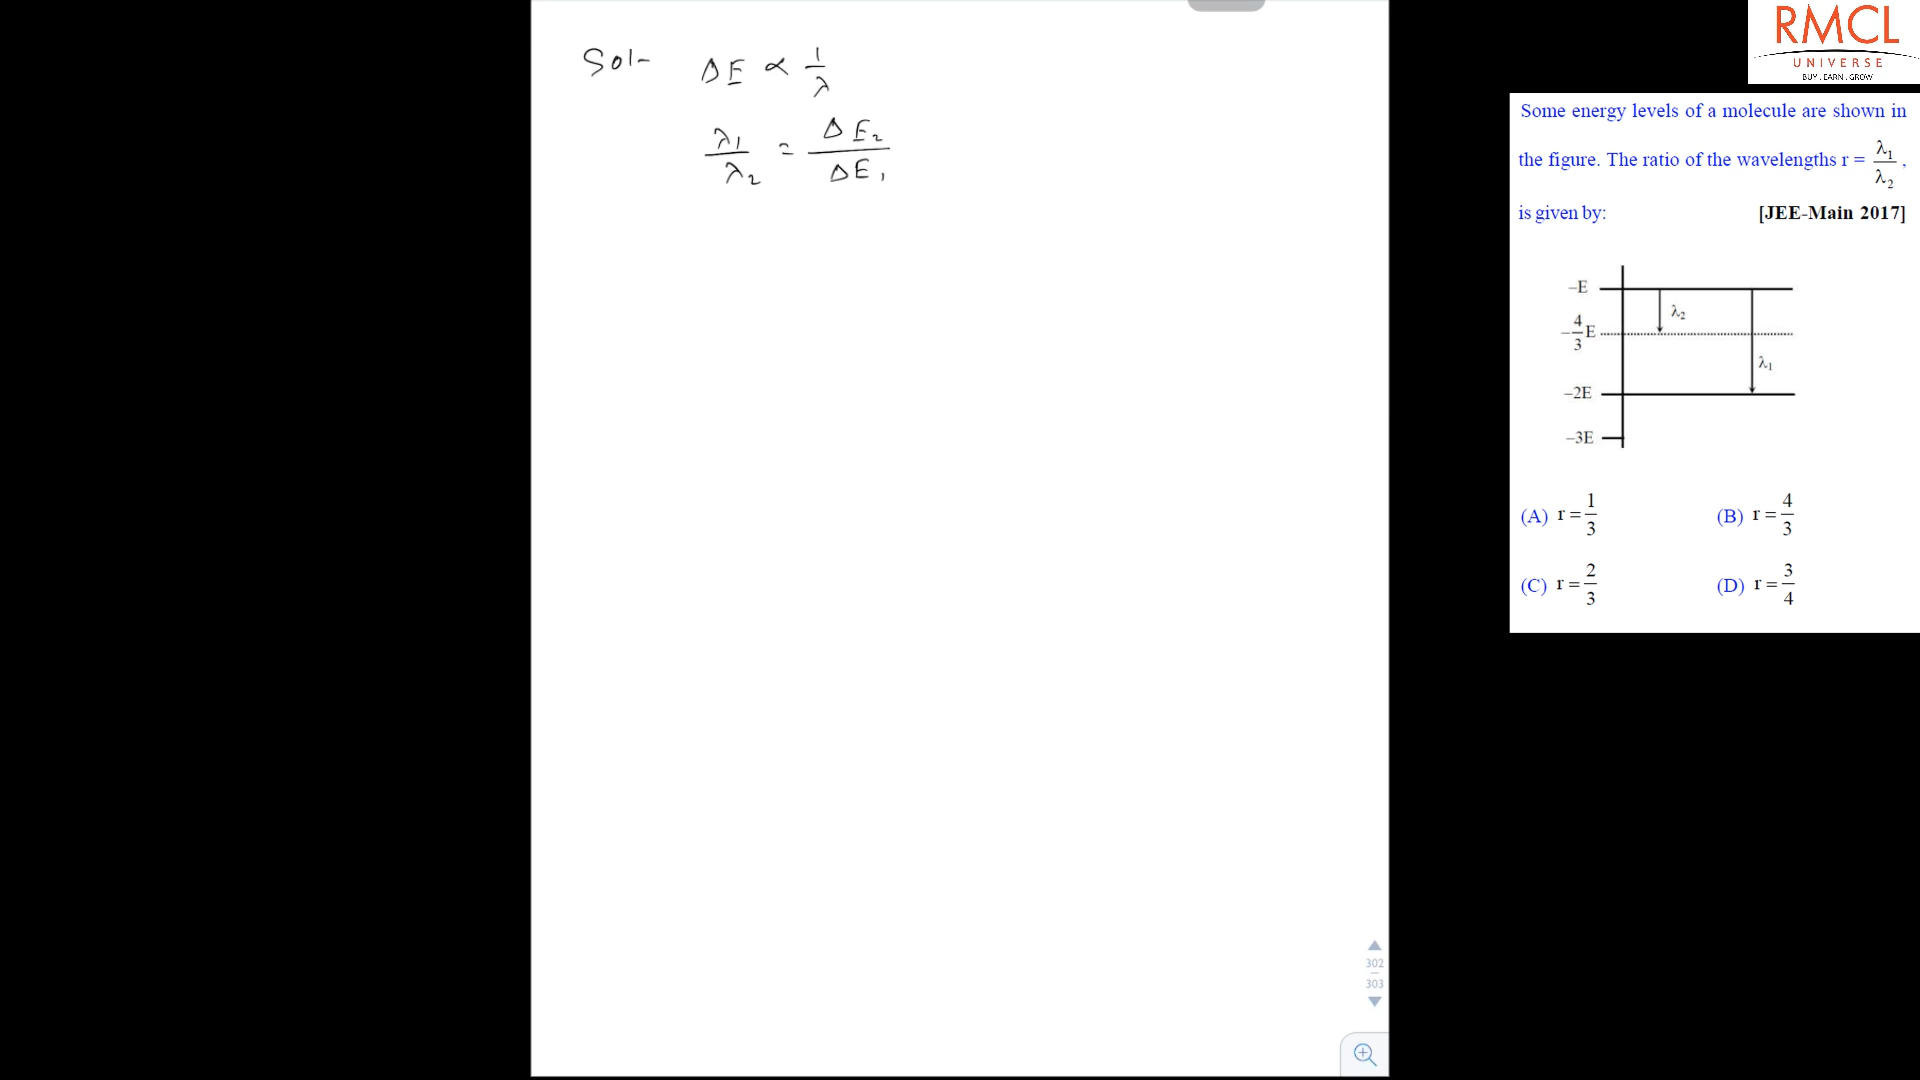 Sol-
ΔE ∝ 1/λ
λ1/λ2 = ΔE2/ΔE1
302
303
RMCL
UNIVERSE
BUY . EARN . GROW
Some energy levels of a molecule are shown in
the figure. The ratio of the wavelengths r = λ1/λ2 ,
is given by: [JEE-Main 2017]
–E
λ2
–4/3E
λ1
–2E
–3E
(A) r = 1/3 (B) r = 4/3
(C) r = 2/3 (D) r = 3/4